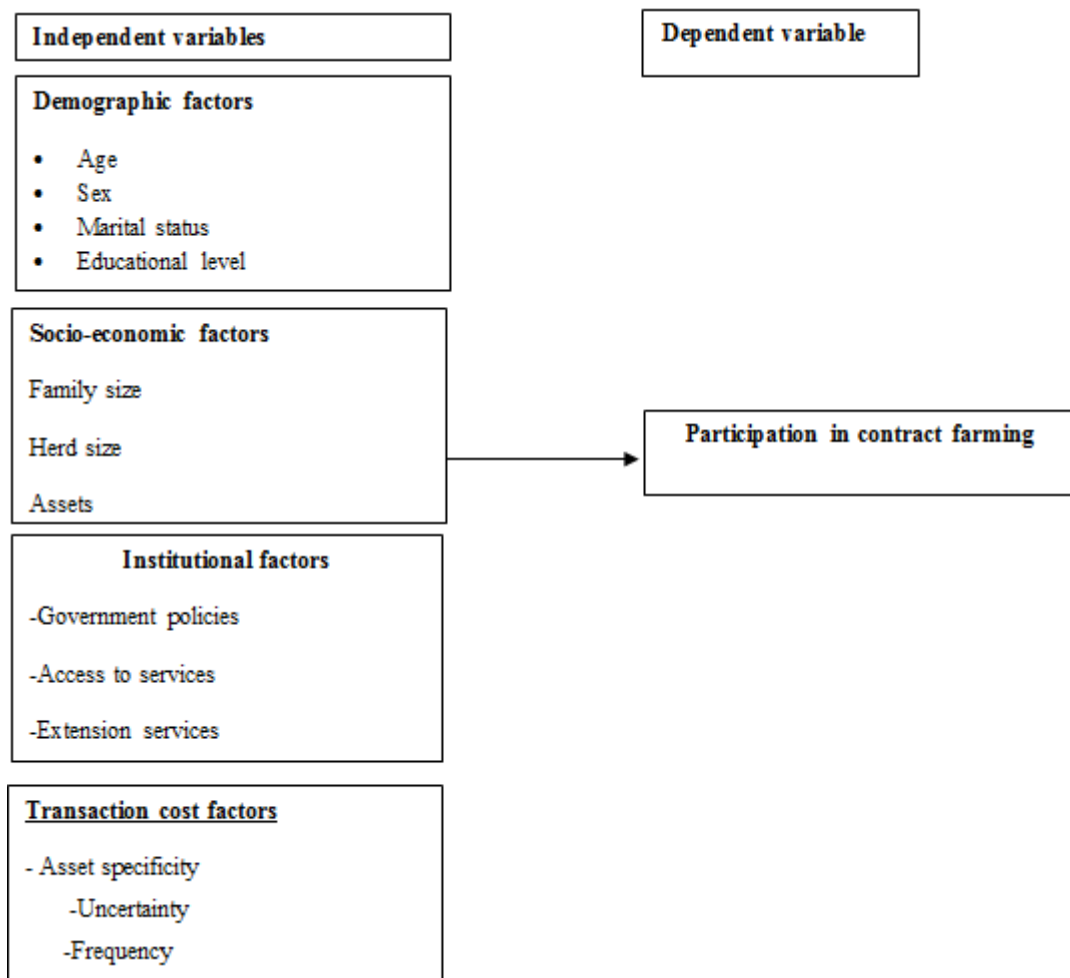 Independent variables
Dependent variable
Demographic factors
• Age
• Sex
• Marital status
• Educational level
Socio-economic factors
Family size
Herd size
Assets
Participation in contract farming
Institutional factors
-Government policies
-Access to services
-Extension services
Transaction cost factors
- Asset specificity
-Uncertainty
-Frequency